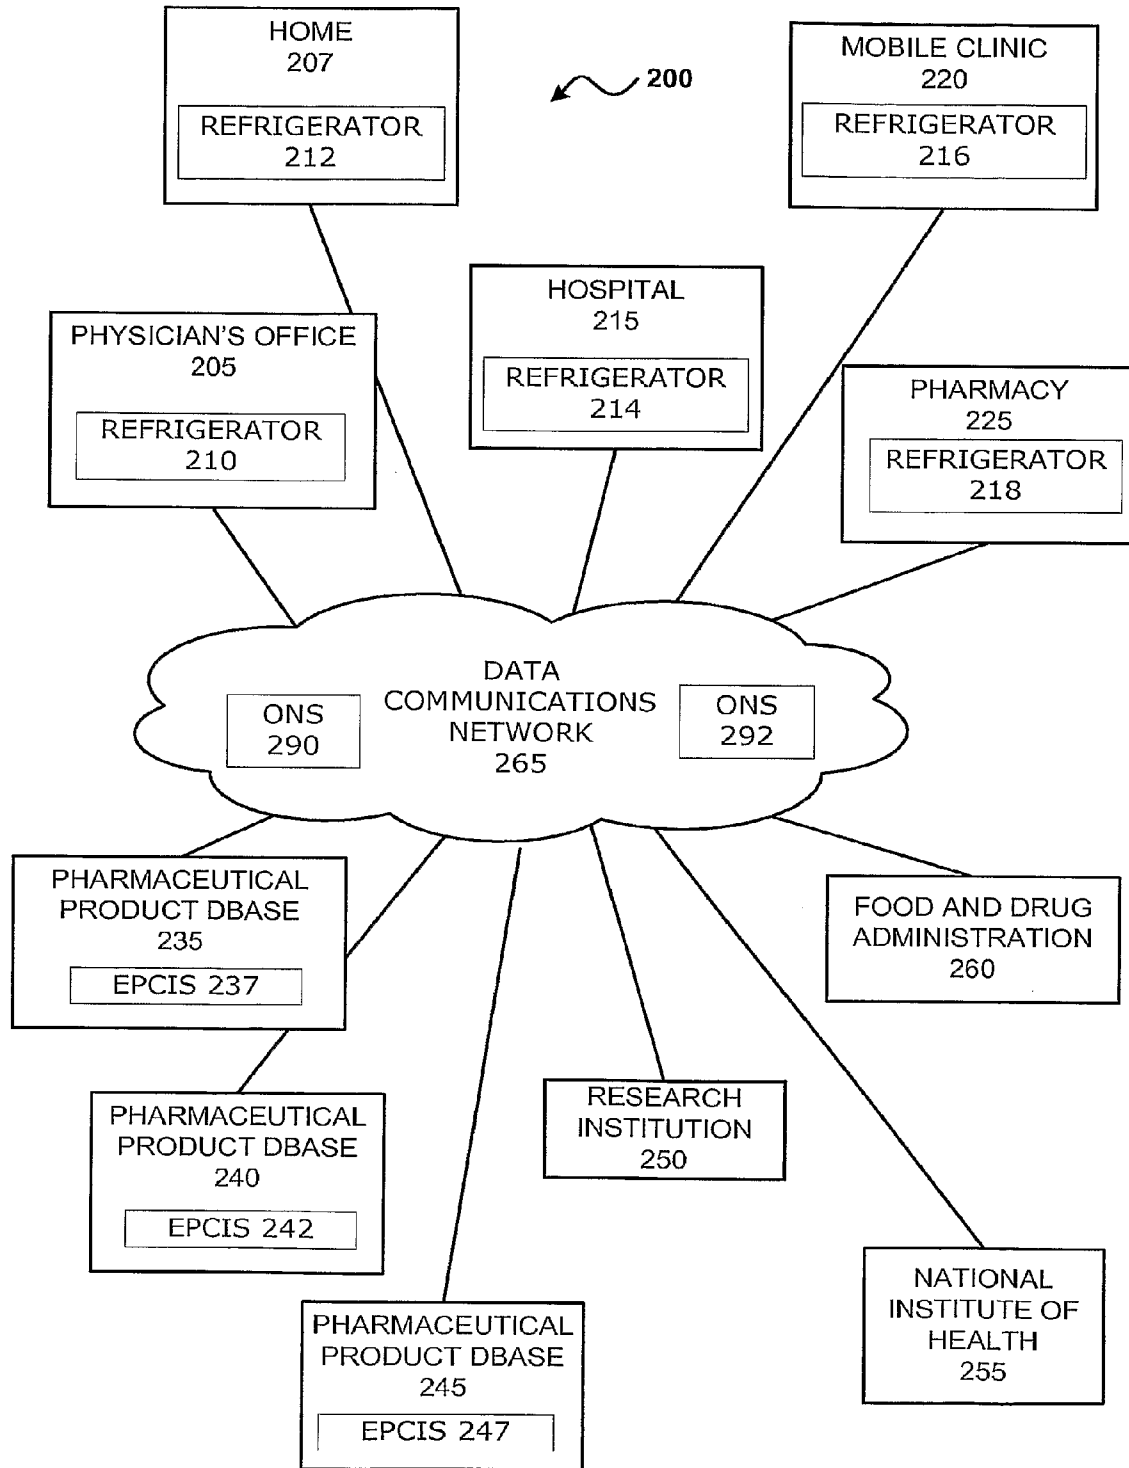 HOME
207
REFRIGERATOR
212
200
MOBILE CLINIC
220
REFRIGERATOR
216
PHYSICIAN'S OFFICE
205
REFRIGERATOR
210
HOSPITAL
215
REFRIGERATOR
214
PHARMACY
225
REFRIGERATOR
218
DATA
COMMUNICATIONS
NETWORK
265
ONS
290
ONS
292
PHARMACEUTICAL
PRODUCT DBASE
235
EPCIS 237
FOOD AND DRUG
ADMINISTRATION
260
PHARMACEUTICAL
PRODUCT DBASE
240
EPCIS 242
RESEARCH
INSTITUTION
250
PHARMACEUTICAL
PRODUCT DBASE
245
EPCIS 247
NATIONAL
INSTITUTE OF
HEALTH
255